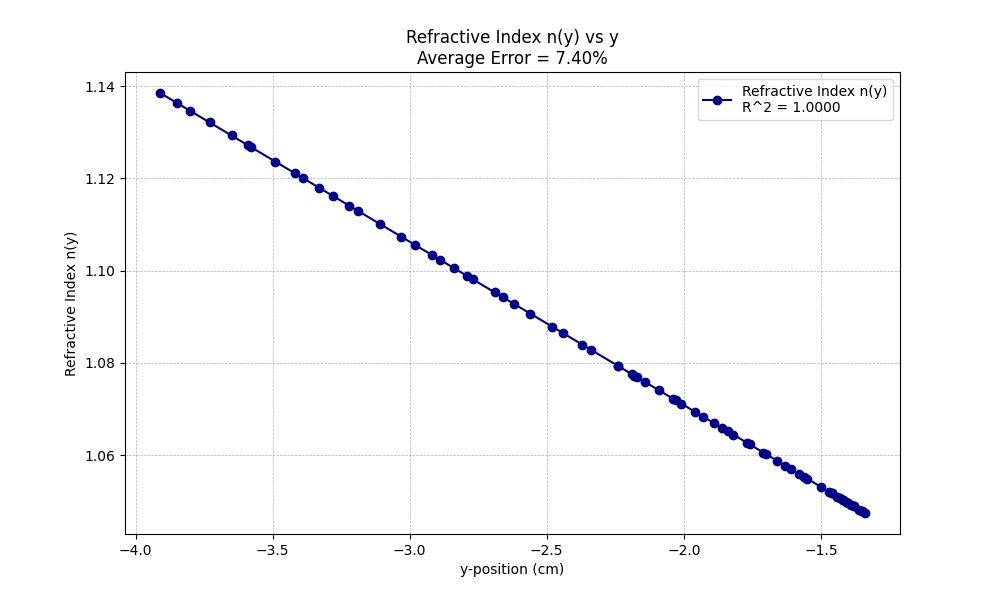 Refractive Index n(y) vs y
Average Error = 7.40%
Refractive Index n(y)
R^2 = 1.0000
Refractive Index n(y)
1.14
1.12
1.10
1.08
1.06
−4.0 −3.5 −3.0 −2.5 −2.0 −1.5
y-position (cm)